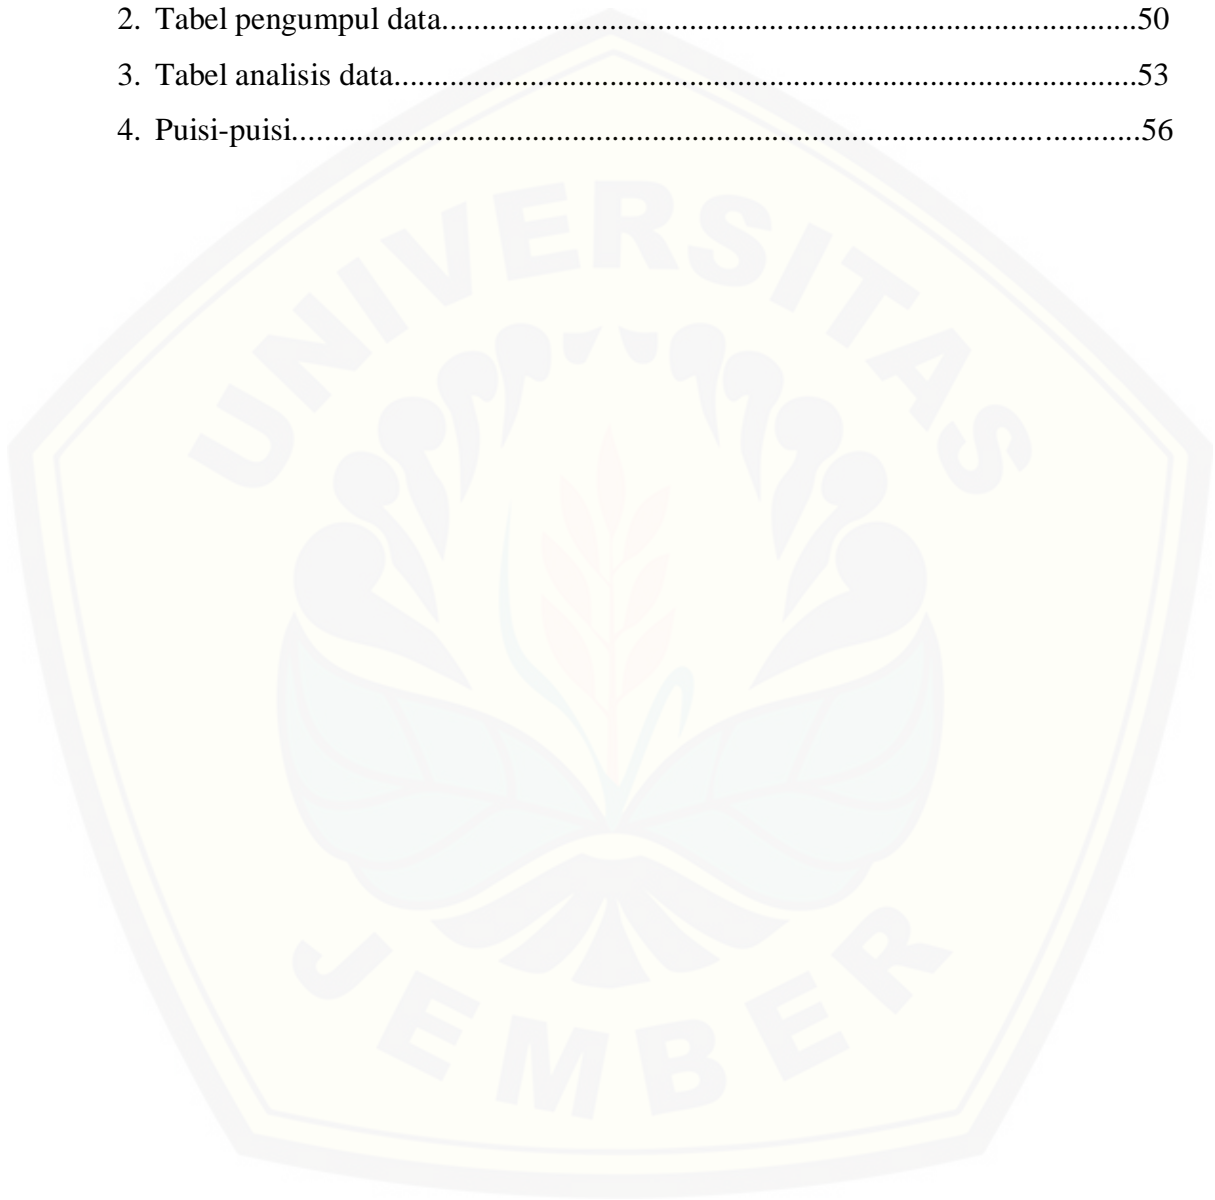 2. Tabel pengumpul data....................................................................................50
3. Tabel analisis data..........................................................................................53
4. Puisi-puisi.......................................................................................................56
UNIVERSITAS
JEMBER